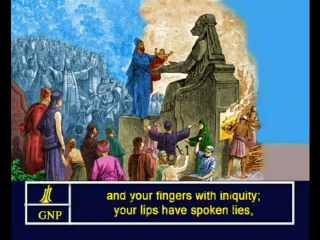 and your fingers with iniquity;
your lips have spoken lies,
GNP